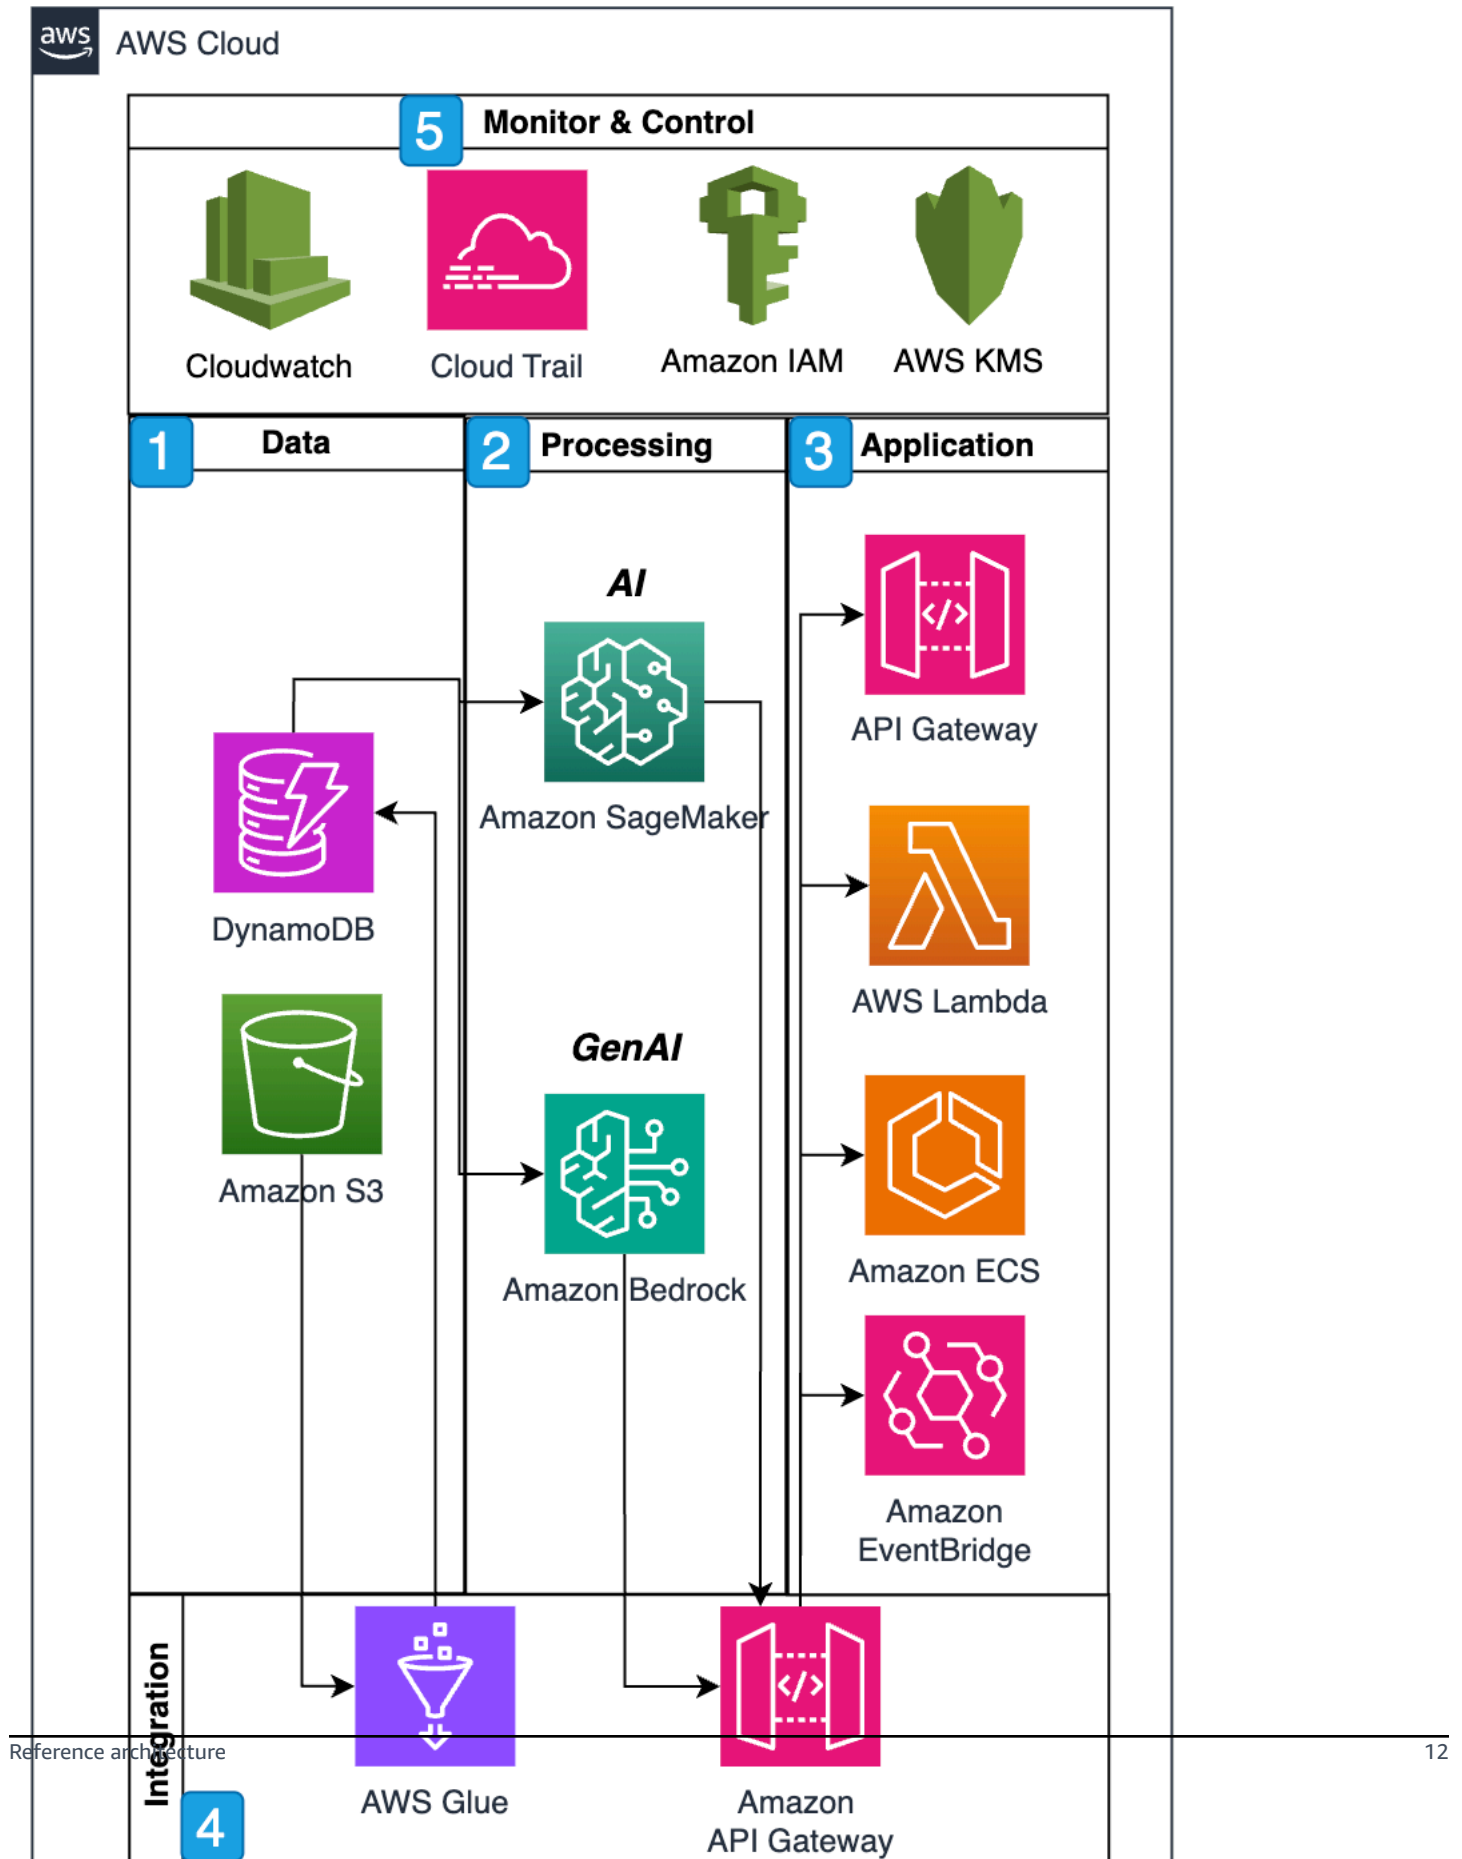 aws
AWS Cloud
5
Monitor & Control
Cloudwatch
Cloud Trail
Amazon IAM
AWS KMS
1
Data
2
Processing
3
Application
AI
Amazon SageMaker
DynamoDB
Amazon S3
GenAI
Amazon Bedrock
API Gateway
AWS Lambda
Amazon ECS
Amazon
EventBridge
Integration
4
AWS Glue
Amazon
API Gateway
Reference architecture
12